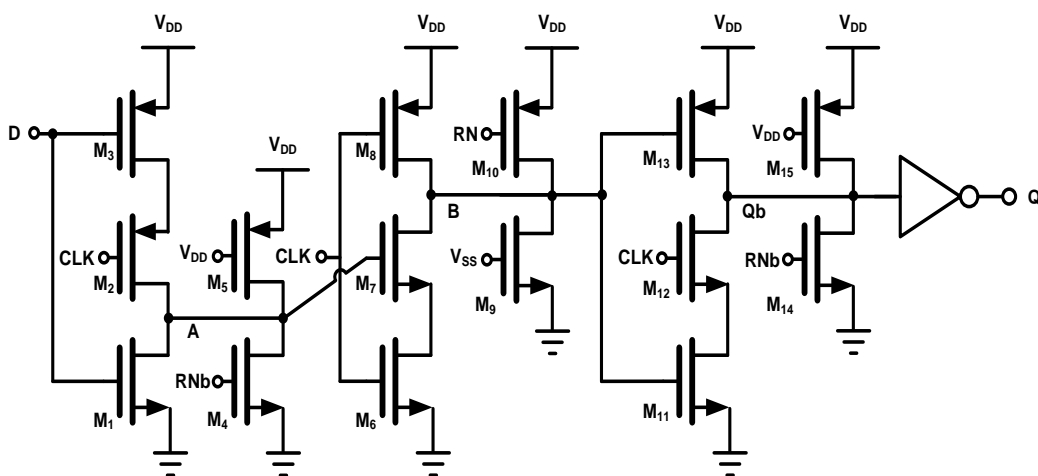 VDD
VDD
VDD
VDD
VDD
D
M3
VDD
M8
RN
M10
M13
VDD
M15
CLK
M2
VDD
M5
CLK
M7
B
VSS
M9
Qb
CLK
M12
RNb
M14
Q
A
M1
RNb
M4
M6
M11